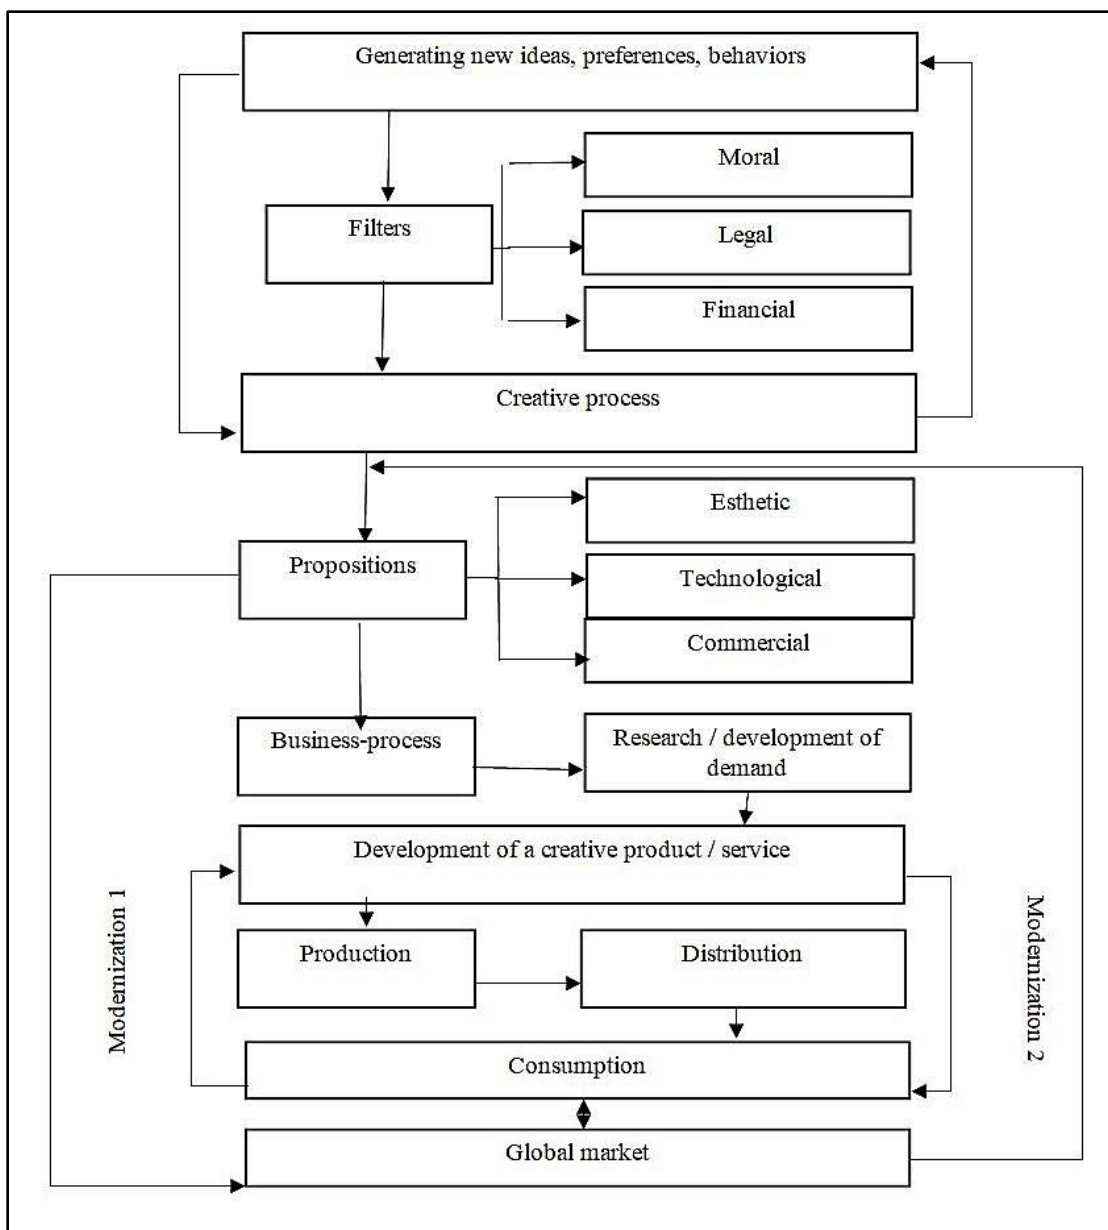 Generating new ideas, preferences, behaviors
Moral
Filters
Legal
Financial
Creative process
Esthetic
Propositions
Technological
Commercial
Business-process
Research / development of
demand
Development of a creative product / service
Modernization 1
Modernization 2
Production
Distribution
Consumption
Global market